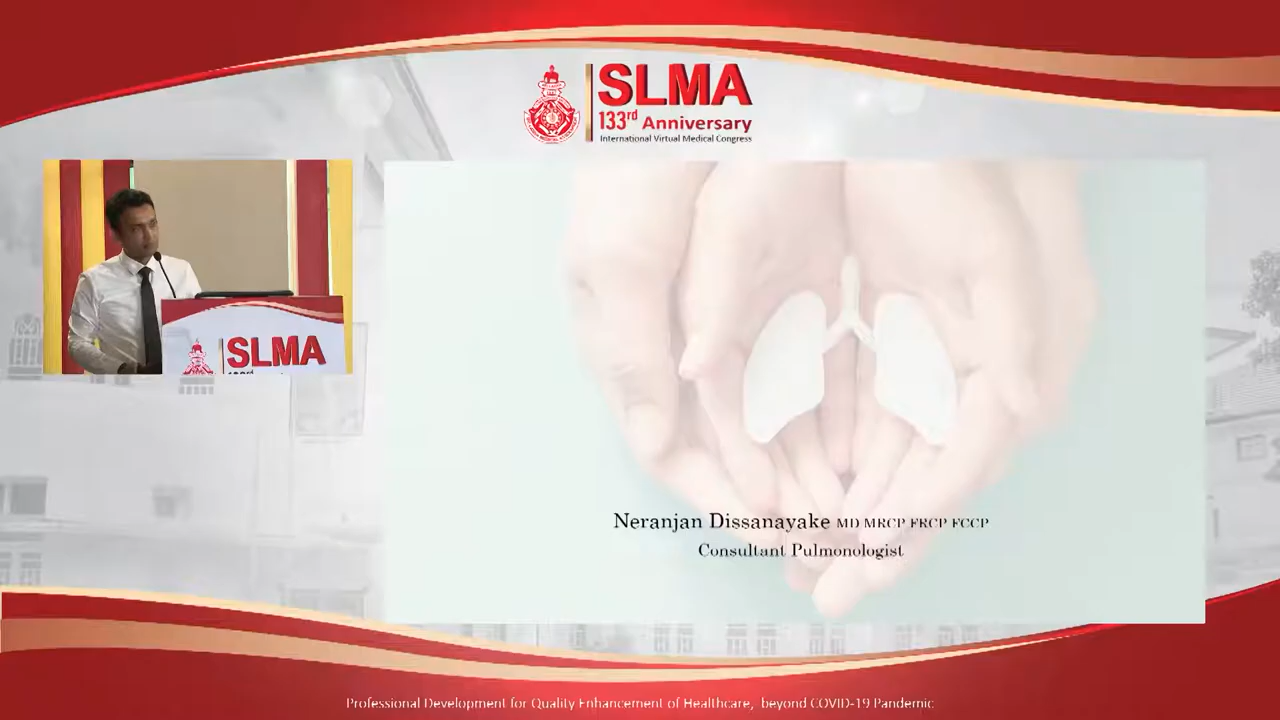 SLMA
133rd Anniversary
International Virtual Medical Congress
SLMA
Neranjan Dissanayake MD MRCP FRCP FCCP
Consultant Pulmonologist
Professional Development for Quality Enhancement of Healthcare, beyond COVID-19 Pandemic